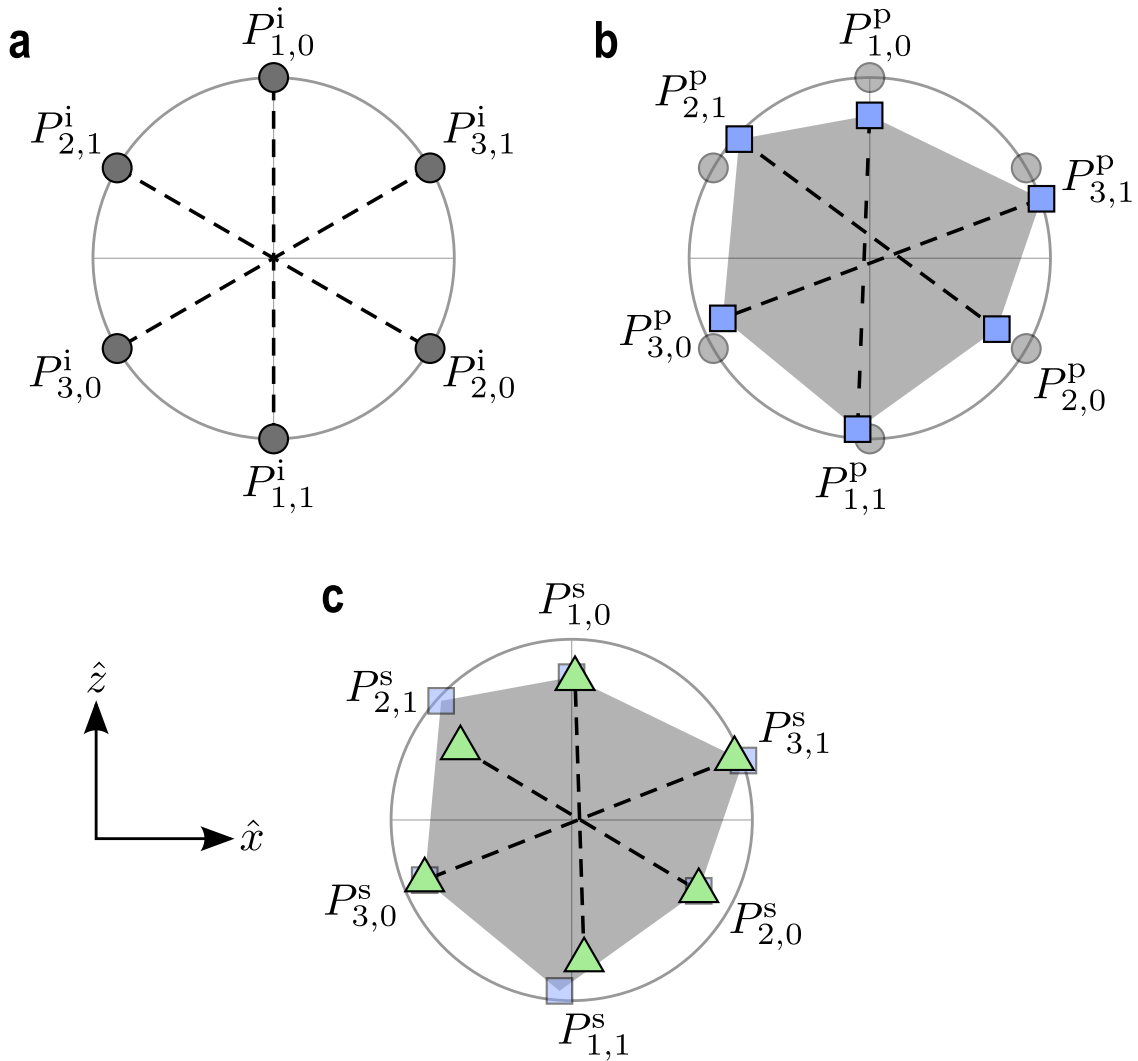 a
P^i_{1,0}
P^i_{2,1}
P^i_{3,1}
P^i_{3,0}
P^i_{2,0}
P^i_{1,1}
b
P^p_{1,0}
P^p_{2,1}
P^p_{3,1}
P^p_{3,0}
P^p_{2,0}
P^p_{1,1}
c
P^s_{1,0}
P^s_{2,1}
P^s_{3,1}
P^s_{3,0}
P^s_{2,0}
P^s_{1,1}
ẑ
x̂